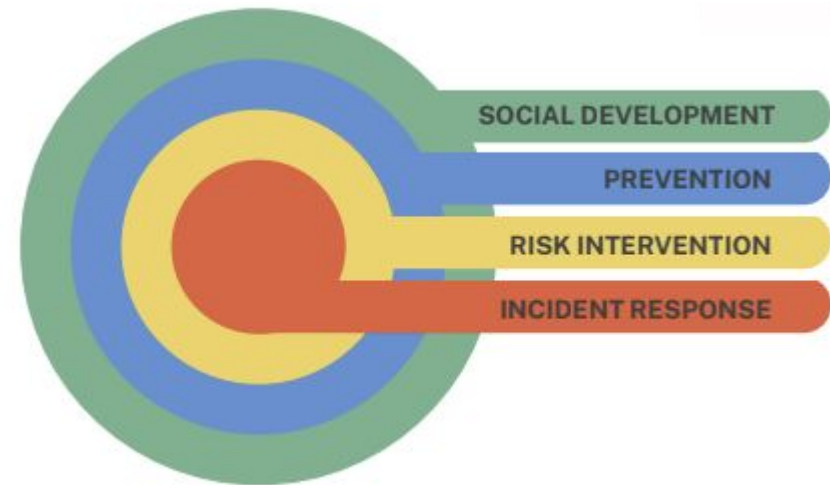 SOCIAL DEVELOPMENT
PREVENTION
RISK INTERVENTION
INCIDENT RESPONSE